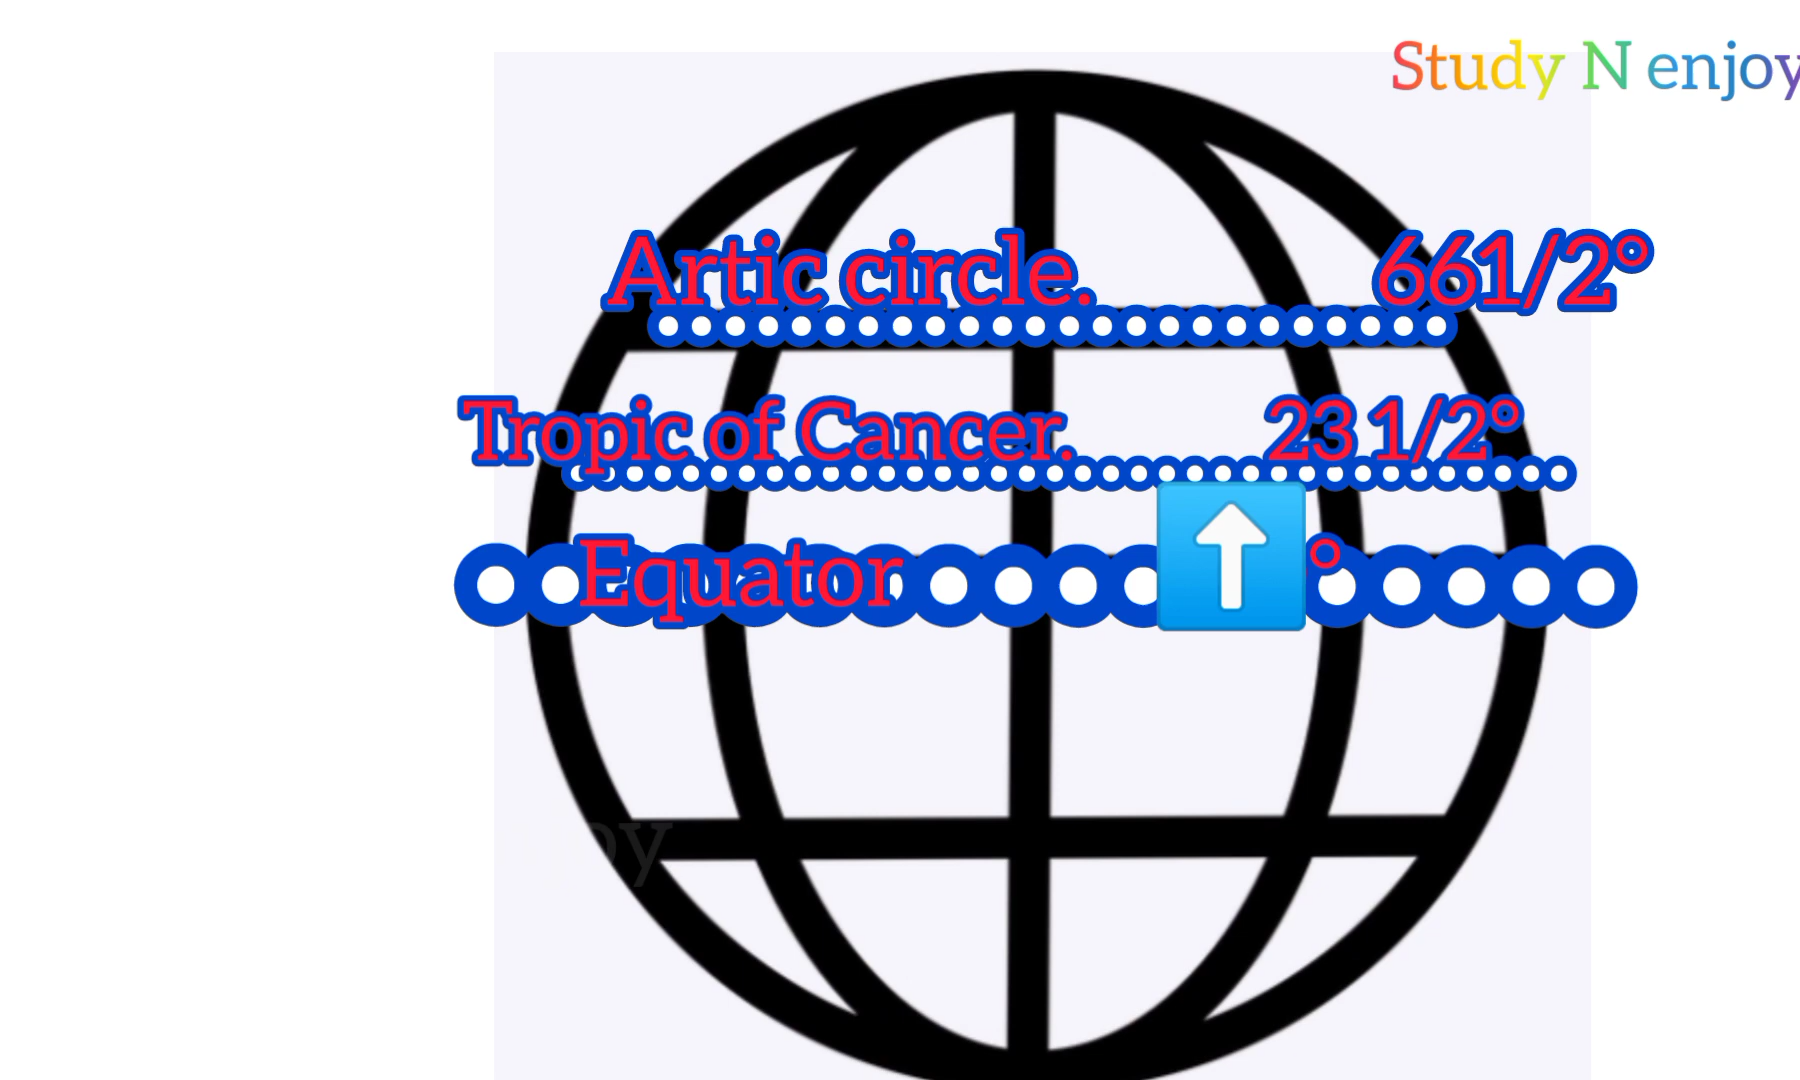 Study N enjoy
Artic circle. 661/2°
Tropic of Cancer. 23 1/2°
Equator ⬆️ °